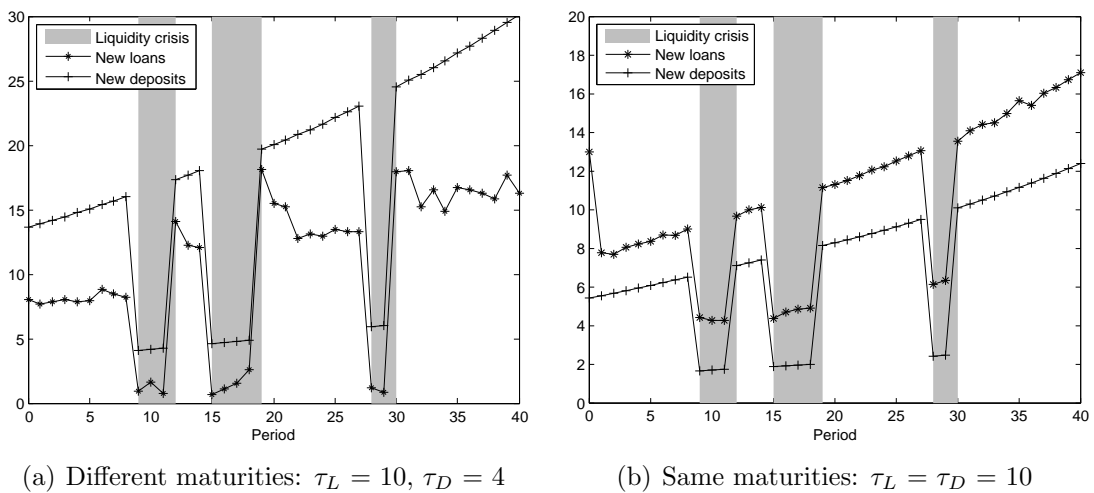 30
25
20
15
10
5
0
Liquidity crisis
New loans
New deposits
0 5 10 15 20 25 30 35 40
Period
(a) Different maturities: τ_L = 10, τ_D = 4
20
18
16
14
12
10
8
6
4
2
0
Liquidity crisis
New loans
New deposits
0 5 10 15 20 25 30 35 40
Period
(b) Same maturities: τ_L = τ_D = 10